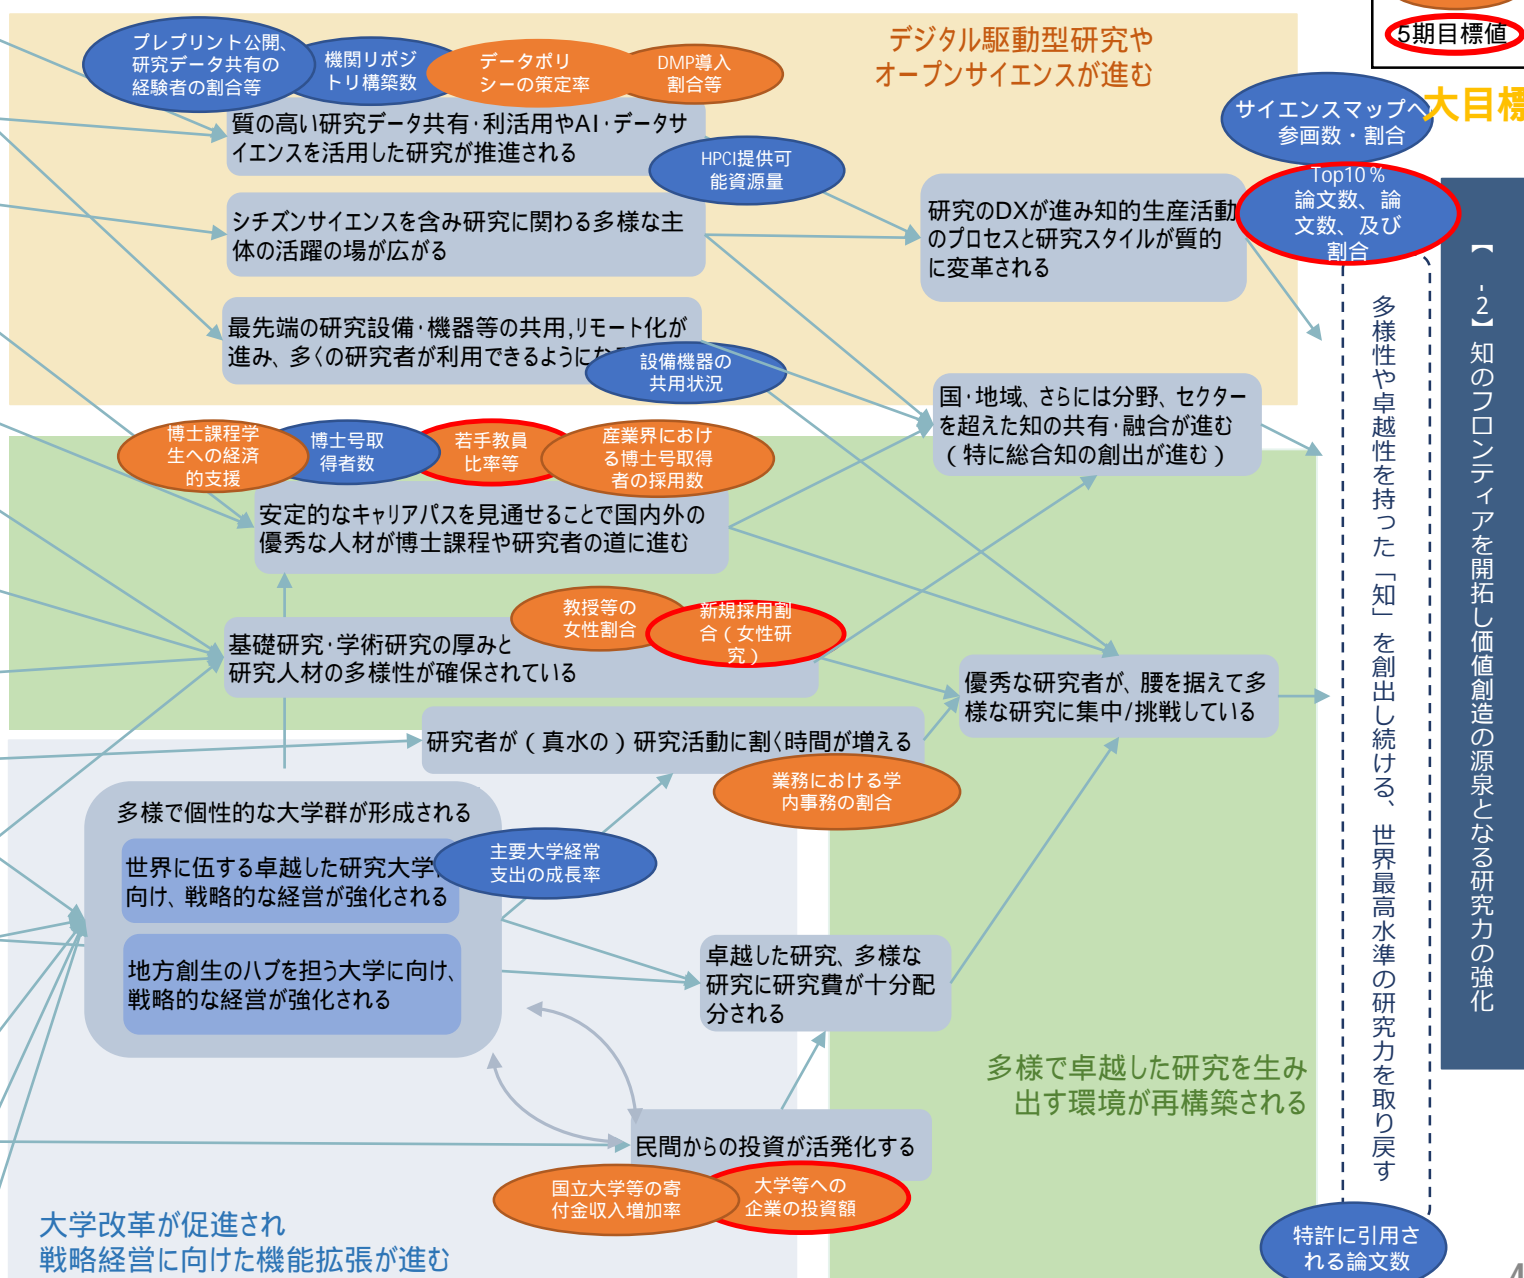 5期目標値
大目標
デジタル駆動型研究や
オープンサイエンスが進む
プレプリント公開、
研究データ共有の
経験者の割合等
機関リポジ
トリ構築数
データポリ
シーの策定率
DMP導入
割合等
質の高い研究データ共有・利活用やAI・データサ
イエンスを活用した研究が推進される
HPCI提供可
能資源量
サイエンスマップへ
参画数・割合
Top10％
論文数、論
文数、及び
割合
シチズンサイエンスを含み研究に関わる多様な主
体の活躍の場が広がる
研究のDXが進み知的生産活動
のプロセスと研究スタイルが質的
に変革される
最先端の研究設備・機器等の共用,リモート化が
進み、多くの研究者が利用できるようにな
設備機器の
共用状況
国・地域、さらには分野、セクター
を超えた知の共有・融合が進む
（特に総合知の創出が進む）
博士課程学
生への経済
的支援
博士号取
得者数
若手教員
比率等
産業界におけ
る博士号取得
者の採用数
安定的なキャリアパスを見通せることで国内外の
優秀な人材が博士課程や研究者の道に進む
教授等の
女性割合
新規採用割
合（女性研
究）
基礎研究・学術研究の厚みと
研究人材の多様性が確保されている
優秀な研究者が、腰を据えて多
様な研究に集中/挑戦している
研究者が（真水の）研究活動に割く時間が増える
業務における学
内事務の割合
多様で個性的な大学群が形成される
世界に伍する卓越した研究大学
向け、戦略的な経営が強化される
主要大学経常
支出の成長率
地方創生のハブを担う大学に向け、
戦略的な経営が強化される
卓越した研究、多様な
研究に研究費が十分配
分される
多様で卓越した研究を生み
出す環境が再構築される
民間からの投資が活発化する
国立大学等の寄
付金収入増加率
大学等への
企業の投資額
大学改革が促進され
戦略経営に向けた機能拡張が進む
多様性や卓越性を持った「知」を創出し続ける、世界最高水準の研究力を取り戻す
特許に引用さ
れる論文数
【 -2】知のフロンティアを開拓し価値創造の源泉となる研究力の強化